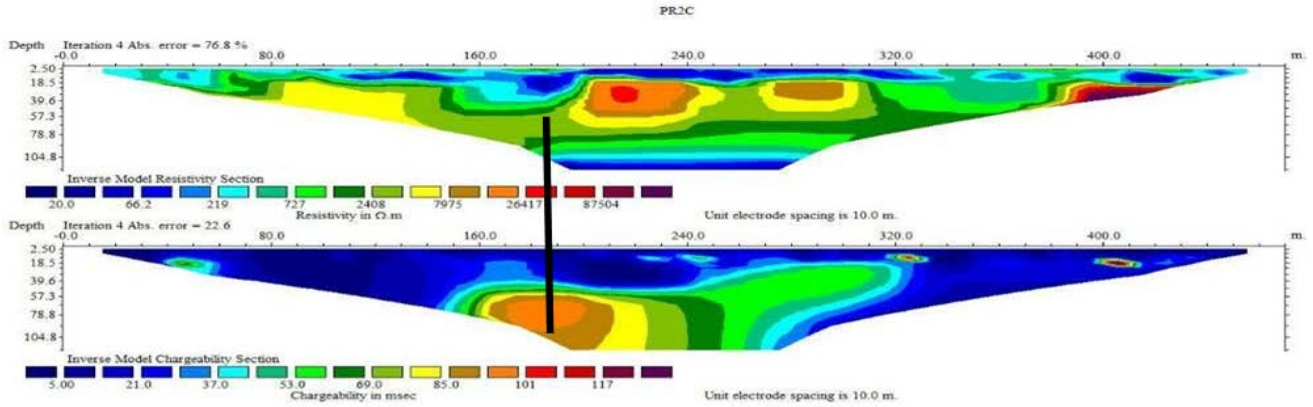 PR2C
Depth Iteration 4 Abs. error = 76.8 %
-0.0 80.0 160.0 240.0 320.0 400.0 m.
2.50
18.5
39.6
57.3
78.8
104.8
Inverse Model Resistivity Section
20.0 66.2 219 727 2408 7975 26417 87504
Resistivity in Ω.m Unit electrode spacing is 10.0 m.
Depth Iteration 4 Abs. error = 22.6
-0.0 80.0 160.0 240.0 320.0 400.0 m.
2.50
18.5
39.6
57.3
78.8
104.8
Inverse Model Chargeability Section
5.00 21.0 37.0 53.0 69.0 85.0 101 117
Chargeability in msec Unit electrode spacing is 10.0 m.